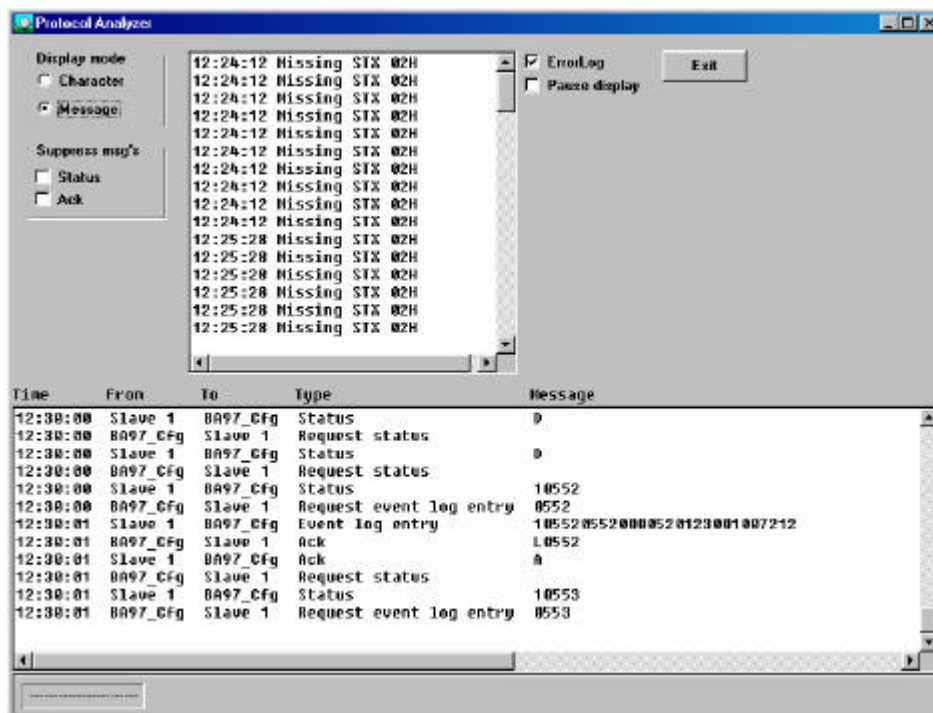 Protocol Analyzer
Display mode
Character
Message
Suppress msg's
Status
Ack
12:24:12 Missing STX 02H
12:24:12 Missing STX 02H
12:24:12 Missing STX 02H
12:24:12 Missing STX 02H
12:24:12 Missing STX 02H
12:24:12 Missing STX 02H
12:24:12 Missing STX 02H
12:24:12 Missing STX 02H
12:24:12 Missing STX 02H
12:24:12 Missing STX 02H
12:25:28 Missing STX 02H
12:25:28 Missing STX 02H
12:25:28 Missing STX 02H
12:25:28 Missing STX 02H
12:25:28 Missing STX 02H
12:25:28 Missing STX 02H
ErrorLog
Pause display
Exit
Time From To Type Message
12:30:00 Slave 1 BA97_Cfg Status D
12:30:00 BA97_Cfg Slave 1 Request status
12:30:00 Slave 1 BA97_Cfg Status D
12:30:00 BA97_Cfg Slave 1 Request status
12:30:00 Slave 1 BA97_Cfg Status 10552
12:30:00 BA97_Cfg Slave 1 Request event log entry 0552
12:30:01 Slave 1 BA97_Cfg Event log entry
12:30:01 BA97_Cfg Slave 1 Ack L0552
12:30:01 Slave 1 BA97_Cfg Ack A
12:30:01 BA97_Cfg Slave 1 Request status
12:30:01 Slave 1 BA97_Cfg Status 10553
12:30:01 BA97_Cfg Slave 1 Request event log entry 0553